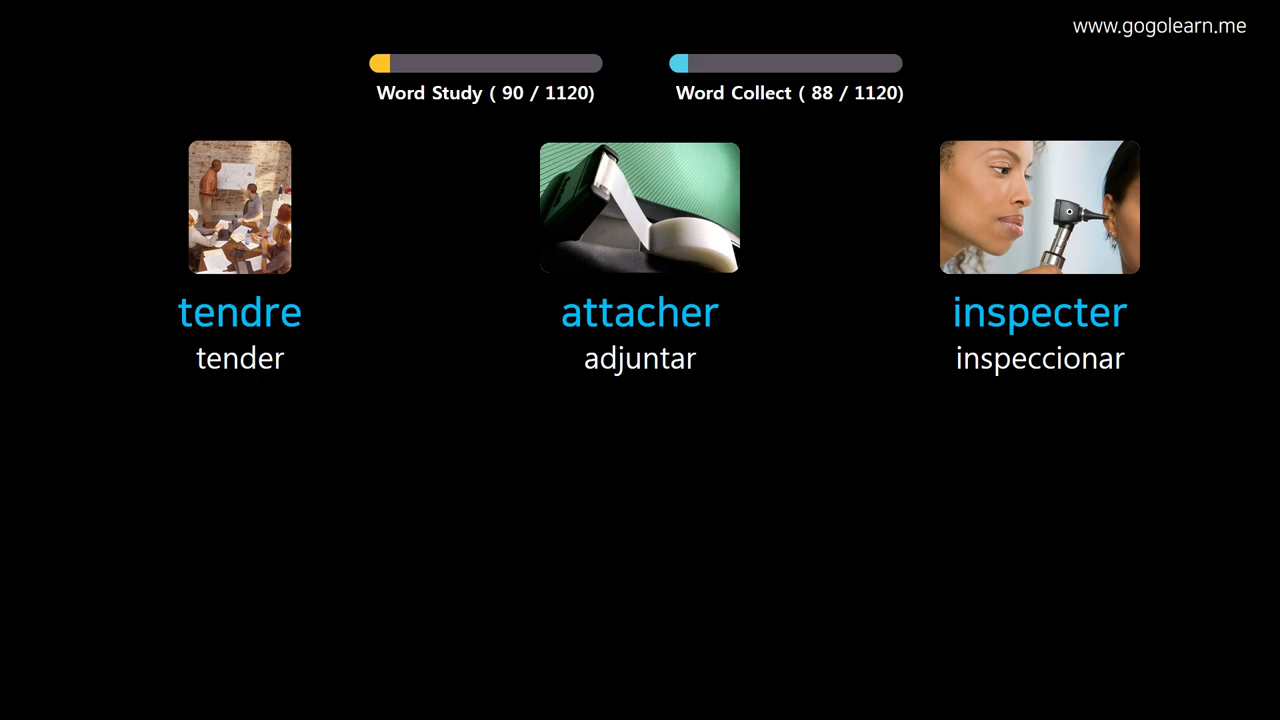 www.gogolearn.me
Word Study ( 90 / 1120)
Word Collect ( 88 / 1120)
tendre
attacher
inspecter
tender
adjuntar
inspeccionar